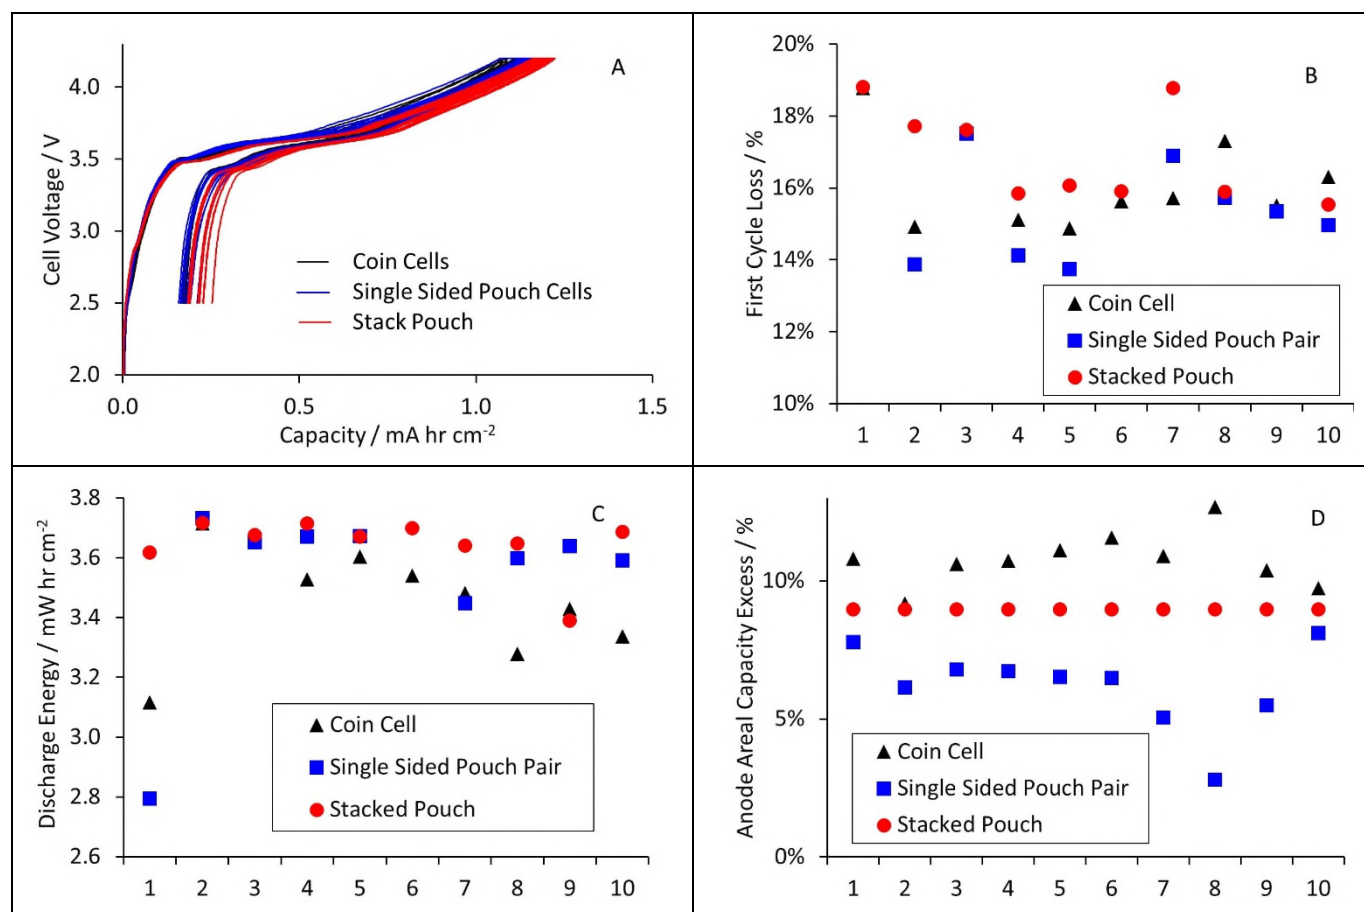 A
Cell Voltage / V
4.0
3.5
3.0
2.5
2.0
Coin Cells
Single Sided Pouch Cells
Stack Pouch
0.0 0.5 1.0 1.5
Capacity / mA hr cm⁻²
B
First Cycle Loss / %
20%
18%
16%
14%
12%
10%
Coin Cell
Single Sided Pouch Pair
Stacked Pouch
1 2 3 4 5 6 7 8 9 10
C
Discharge Energy / mW hr cm⁻²
3.8
3.6
3.4
3.2
3.0
2.8
2.6
Coin Cell
Single Sided Pouch Pair
Stacked Pouch
1 2 3 4 5 6 7 8 9 10
D
Anode Areal Capacity Excess / %
10%
5%
0%
Coin Cell
Single Sided Pouch Pair
Stacked Pouch
1 2 3 4 5 6 7 8 9 10